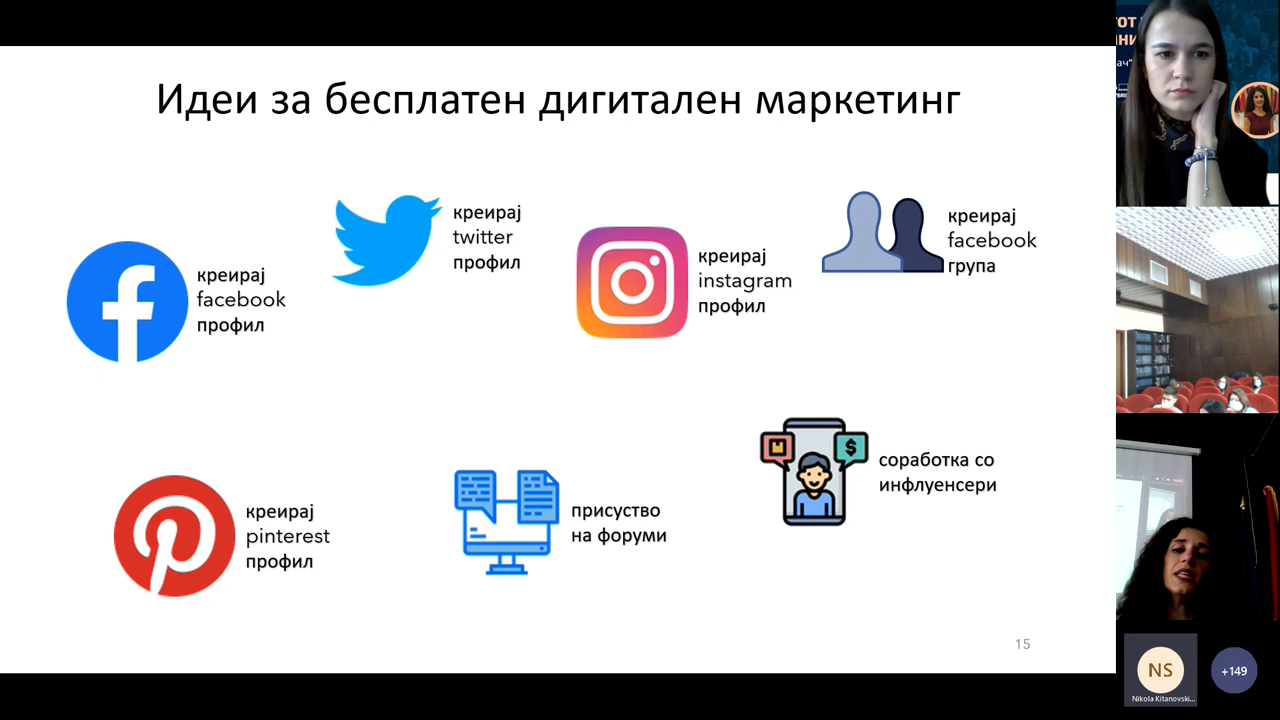 Идеи за бесплатен дигитален маркетинг
креирај
facebook
профил
креирај
twitter
профил
креирај
instagram
профил
креирај
facebook
група
креирај
pinterest
профил
присуство
на форуми
соработка со
инфлуенсери
15
NS
Nikola Kitanovski...
+149